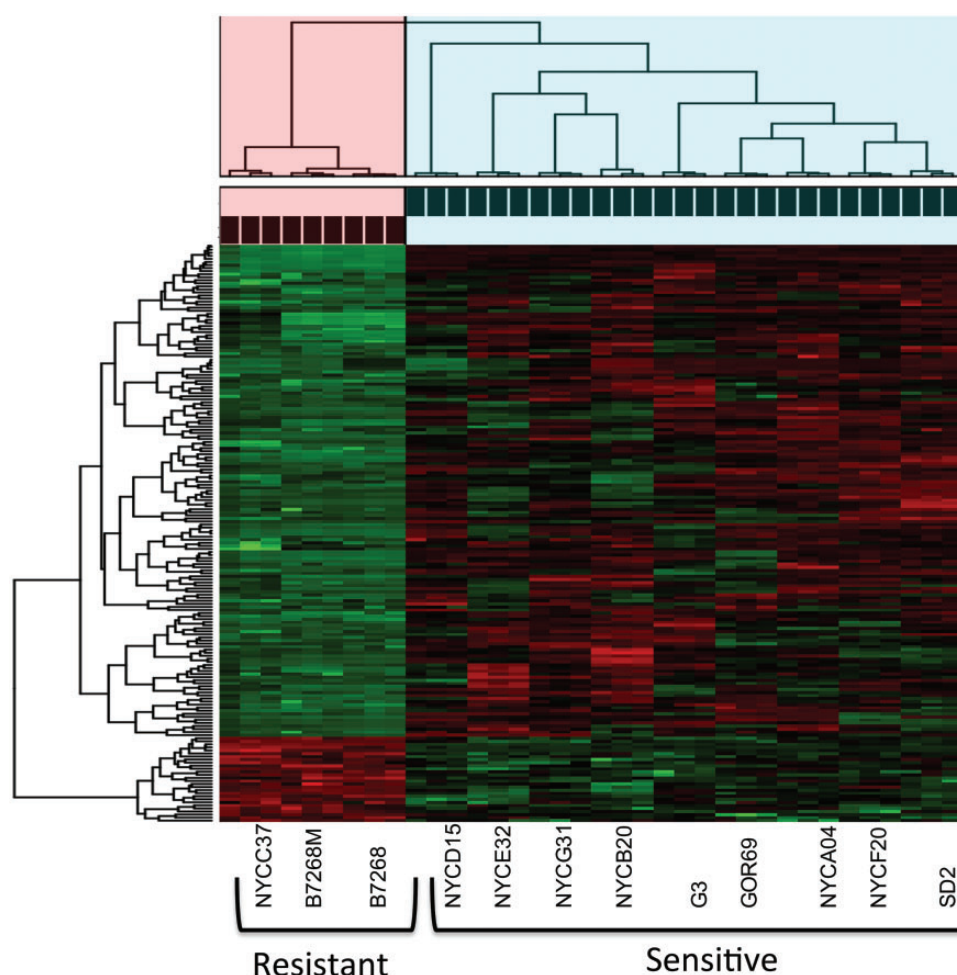 NYCC37
B7268M
B7268
NYCD15
NYCE32
NYCG31
NYCB20
G3
GOR69
NYCA04
NYCF20
SD2
Resistant
Sensitive